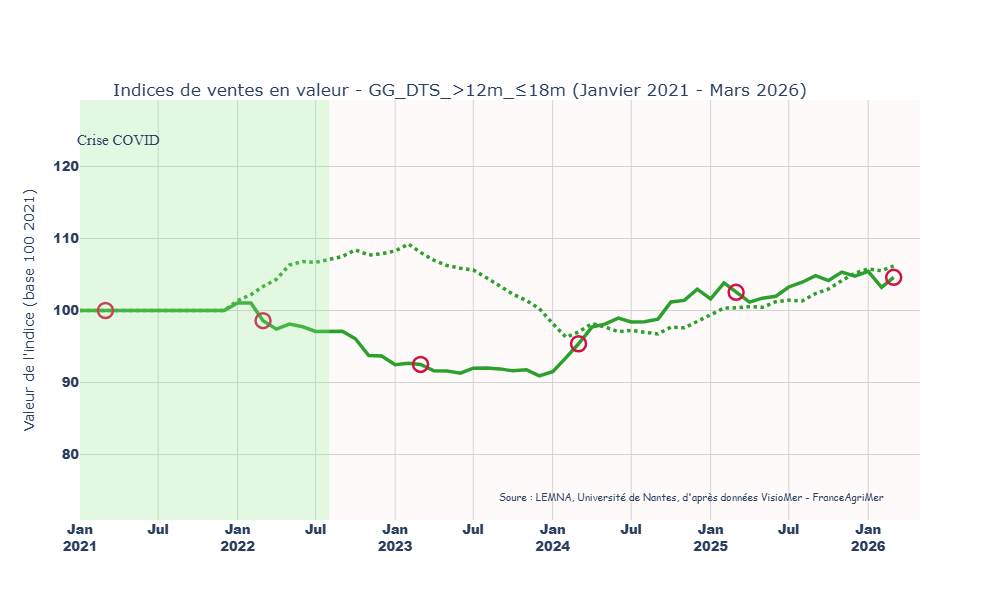 Indices de ventes en valeur - GG_DTS_>12m_≤18m (Janvier 2021 - Mars 2026)
Crise COVID
Valeur de l'indice (base 100 2021)
120
110
100
90
80
Soure : LEMNA, Université de Nantes, d'après données VisioMer - FranceAgriMer
Jan Jul Jan Jul Jan Jul Jan Jul Jan Jul Jan
2021 2022 2023 2024 2025 2026